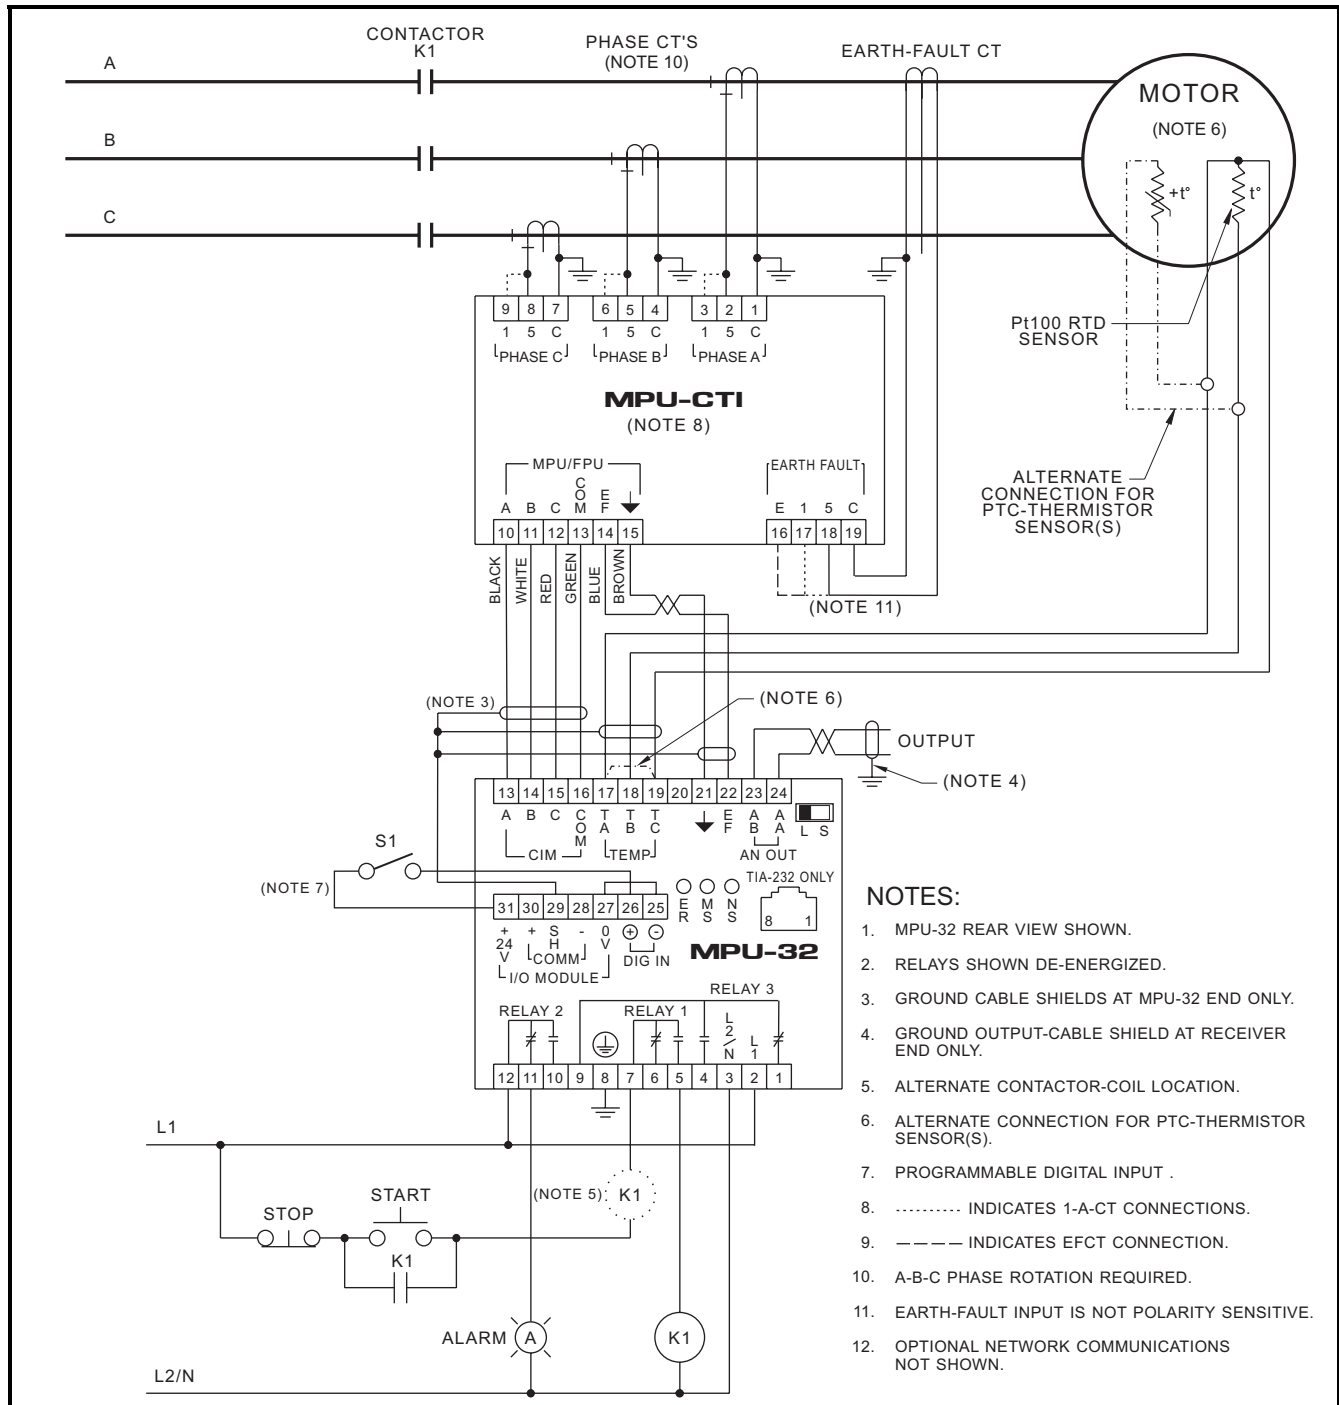 CONTACTOR
K1
PHASE CT'S
(NOTE 10)
EARTH-FAULT CT
A
B
C
MOTOR
(NOTE 6)
+t°
t°
Pt100 RTD
SENSOR
9 8 7 6 5 4 3 2 1
1 5 C 1 5 C 1 5 C
PHASE C PHASE B PHASE A
MPU-CTI
(NOTE 8)
MPU/FPU
EARTH FAULT
A B C COM EF
E 1 5 C
10 11 12 13 14 15
16 17 18 19
ALTERNATE
CONNECTION FOR
PTC-THERMISTOR
SENSOR(S)
BLACK
WHITE
RED
GREEN
BLUE
BROWN
(NOTE 11)
(NOTE 3)
(NOTE 6)
OUTPUT
(NOTE 4)
13 14 15 16 17 18 19 20 21 22 23 24
A B C COM TA TB TC EF AB AA
L S
CIM TEMP AN OUT
S1
(NOTE 7)
TIA-232 ONLY
8 1
ER MS NS
31 30 29 28 27 26 25
+24V + SH - 0V + -
COMM DIG IN
I/O MODULE
MPU-32
RELAY 3
RELAY 2 RELAY 1
L2/N L1
12 11 10 9 8 7 6 5 4 3 2 1
L1
STOP
START
K1
(NOTE 5)
K1
ALARM
A
K1
L2/N
NOTES:
1. MPU-32 REAR VIEW SHOWN.
2. RELAYS SHOWN DE-ENERGIZED.
3. GROUND CABLE SHIELDS AT MPU-32 END ONLY.
4. GROUND OUTPUT-CABLE SHIELD AT RECEIVER
END ONLY.
5. ALTERNATE CONTACTOR-COIL LOCATION.
6. ALTERNATE CONNECTION FOR PTC-THERMISTOR
SENSOR(S).
7. PROGRAMMABLE DIGITAL INPUT .
8. .......... INDICATES 1-A-CT CONNECTIONS.
9. ———— INDICATES EFCT CONNECTION.
10. A-B-C PHASE ROTATION REQUIRED.
11. EARTH-FAULT INPUT IS NOT POLARITY SENSITIVE.
12. OPTIONAL NETWORK COMMUNICATIONS
NOT SHOWN.